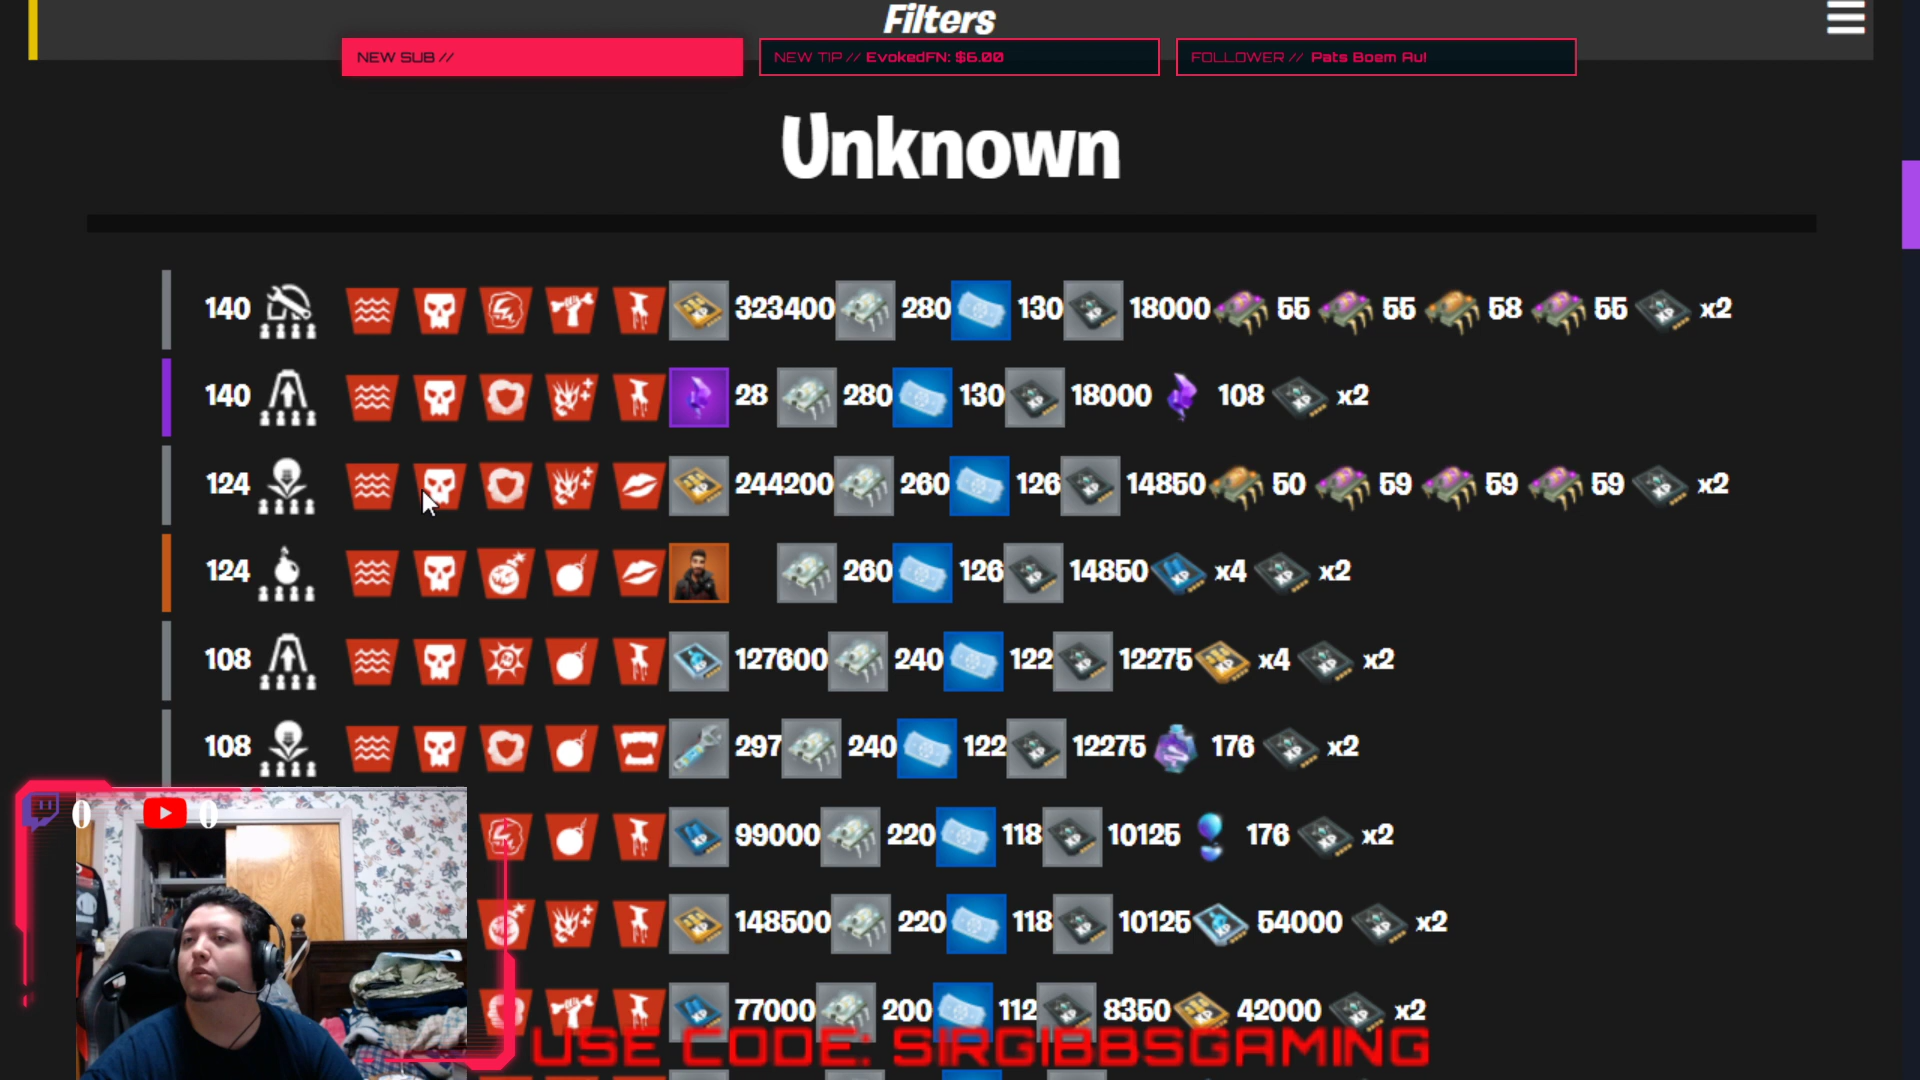 Filters
NEW SUB // NEW TIP // EvokedFN: $6.00 FOLLOWER // Pats Boem Au!
Unknown
140 323400 280 130 18000 55 55 58 55 x2
140 28 280 130 18000 108 x2
124 244200 260 126 14850 50 59 59 59 x2
124 260 126 14850 x4 x2
108 127600 240 122 12275 x4 x2
108 297 240 122 12275 176 x2
0 0 99000 220 118 10125 176 x2
148500 220 118 10125 54000 x2
77000 200 112 8350 42000 x2
USE CODE: SIRGIBBSGAMING